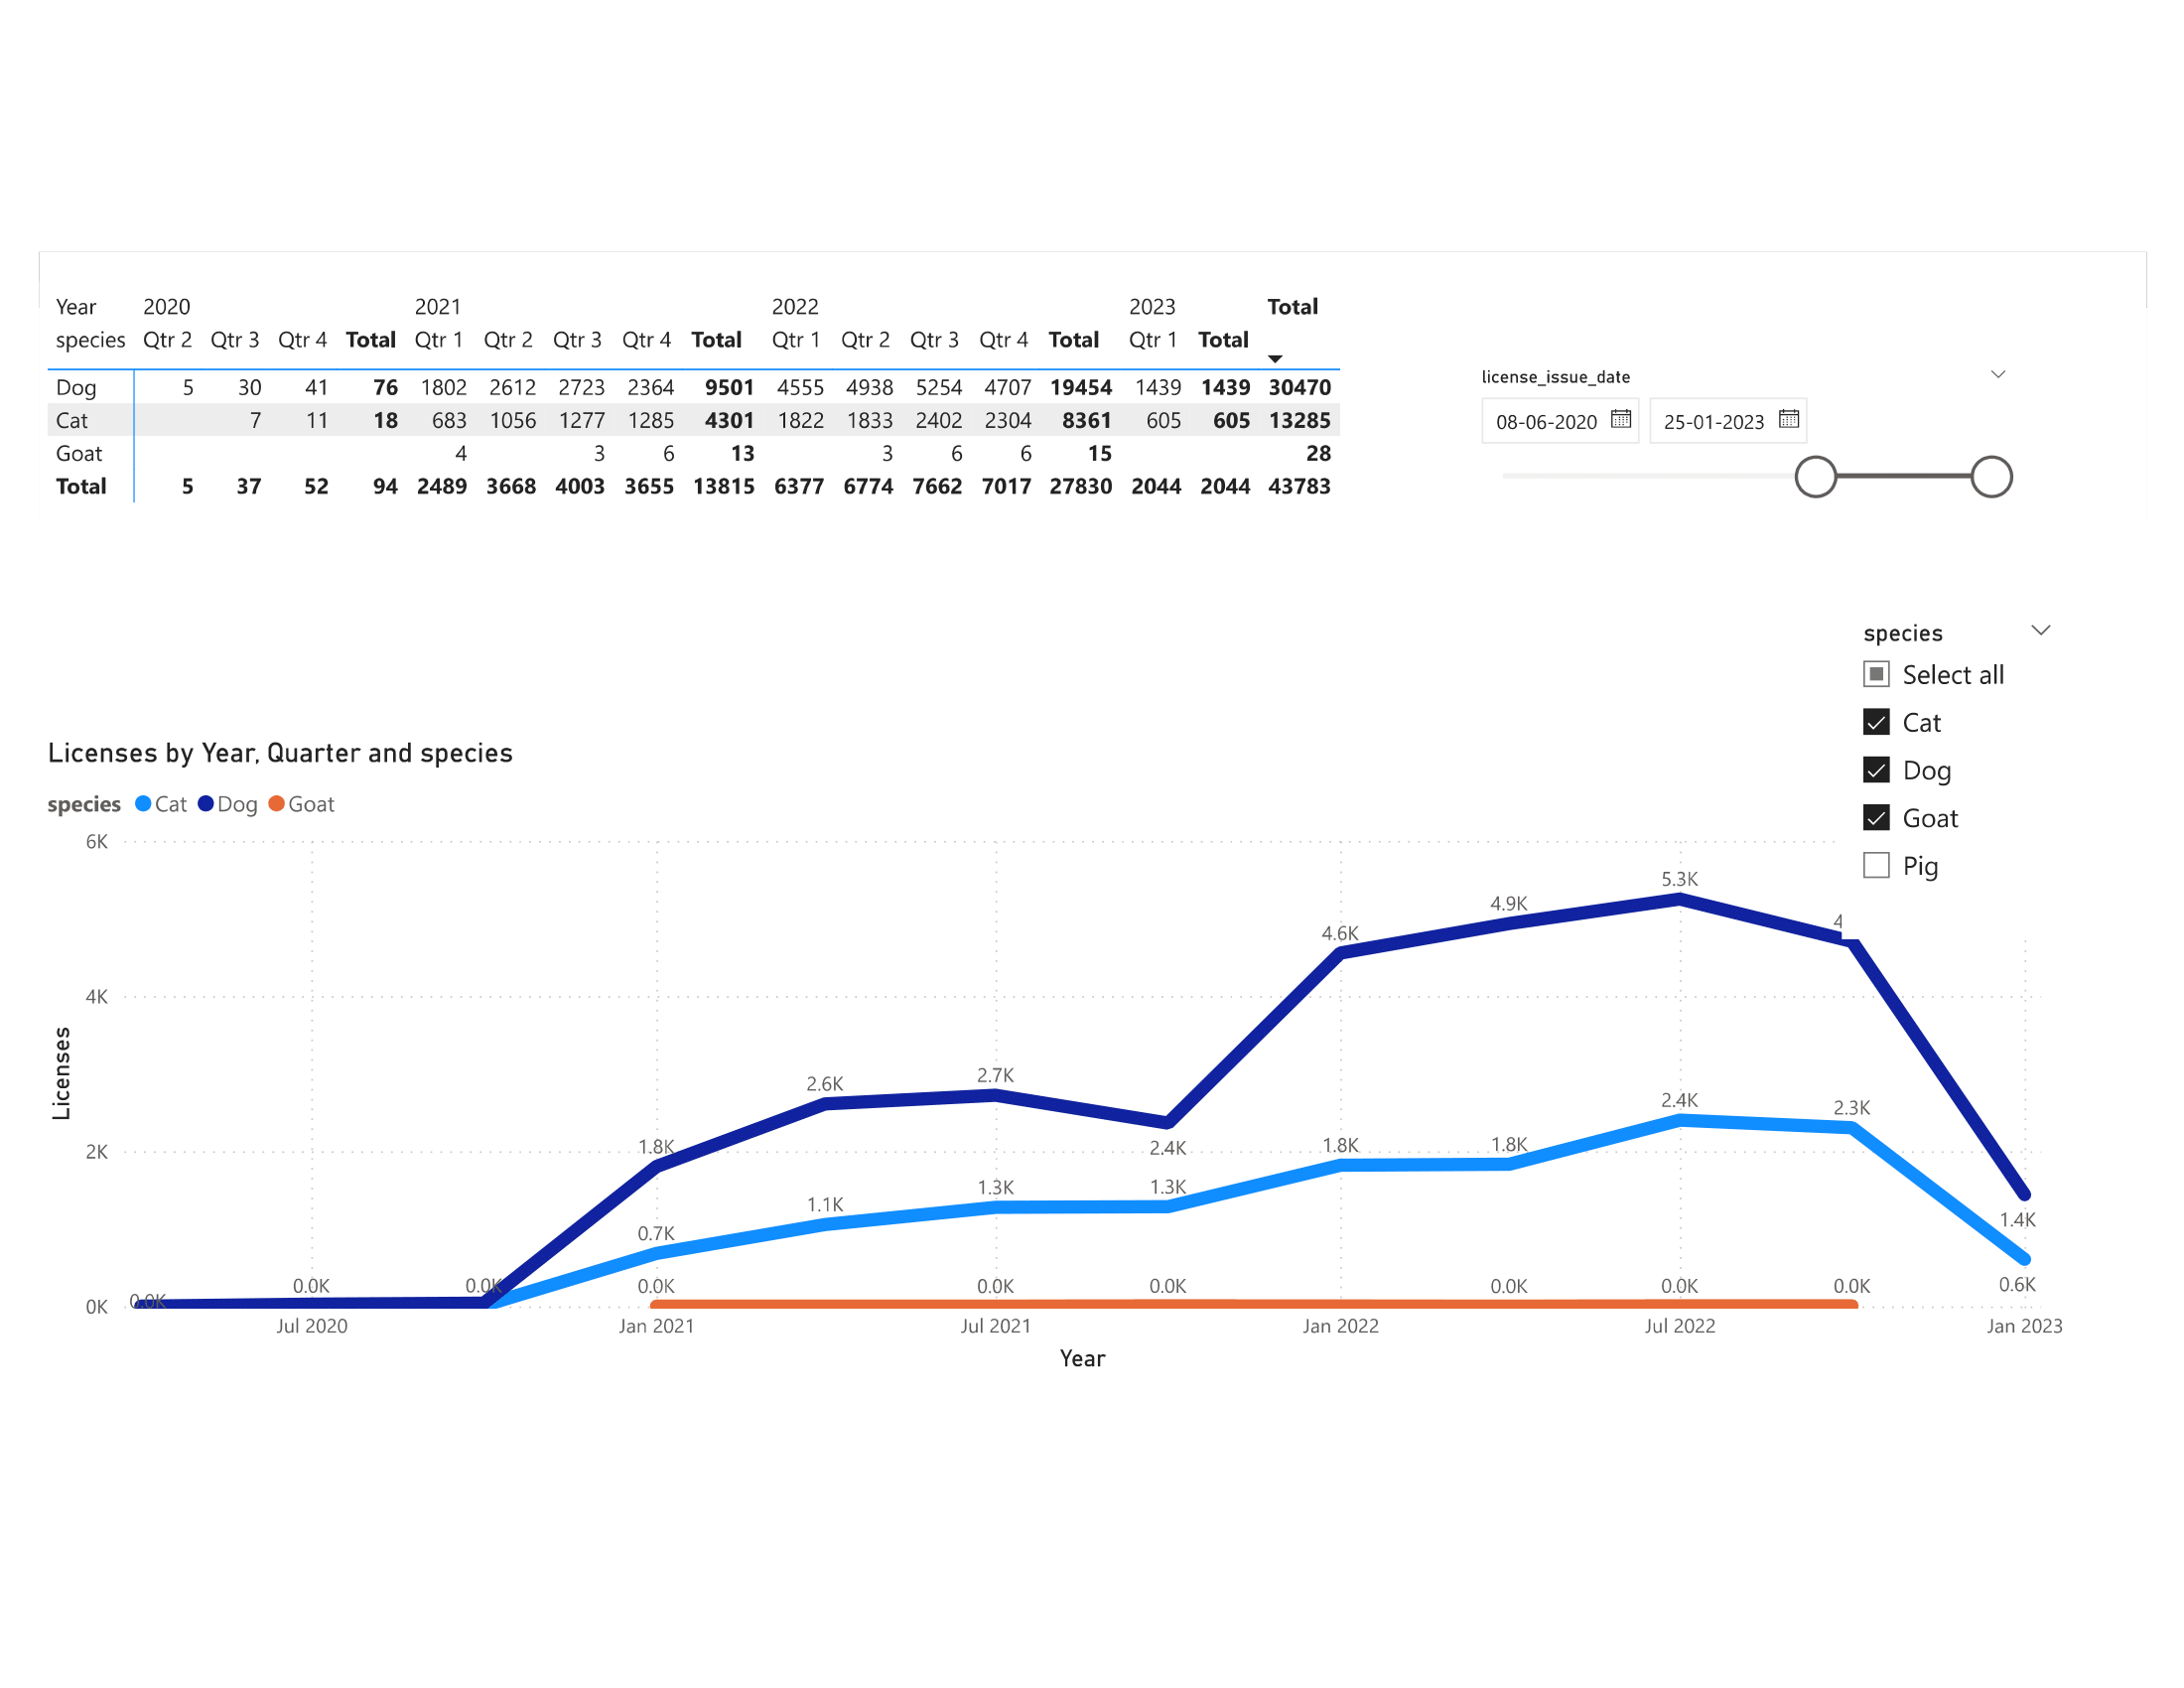 Year 2020 2021 2022 2023 Total
species Qtr 2 Qtr 3 Qtr 4 Total Qtr 1 Qtr 2 Qtr 3 Qtr 4 Total Qtr 1 Qtr 2 Qtr 3 Qtr 4 Total Qtr 1 Total
Dog 5 30 41 76 1802 2612 2723 2364 9501 4555 4938 5254 4707 19454 1439 1439 30470
Cat 7 11 18 683 1056 1277 1285 4301 1822 1833 2402 2304 8361 605 605 13285
Goat 4 3 6 13 3 6 6 15 28
Total 5 37 52 94 2489 3668 4003 3655 13815 6377 6774 7662 7017 27830 2044 2044 43783
license_issue_date
08-06-2020 25-01-2023
species
Select all
Cat
Dog
Goat
Pig
Licenses by Year, Quarter and species
species Cat Dog Goat
6K
5.3K
4.9K
4
4.6K
4K
Licenses
2.6K 2.7K
2.4K 2.3K
1.8K 2.4K 1.8K 1.8K
2K
1.1K 1.3K 1.3K
0.7K 1.4K
0.0K 0.0K 0.0K 0.0K 0.0K 0.0K 0.0K 0.0K 0.0K 0.6K
0K
Jul 2020 Jan 2021 Jul 2021 Jan 2022 Jul 2022 Jan 2023
Year